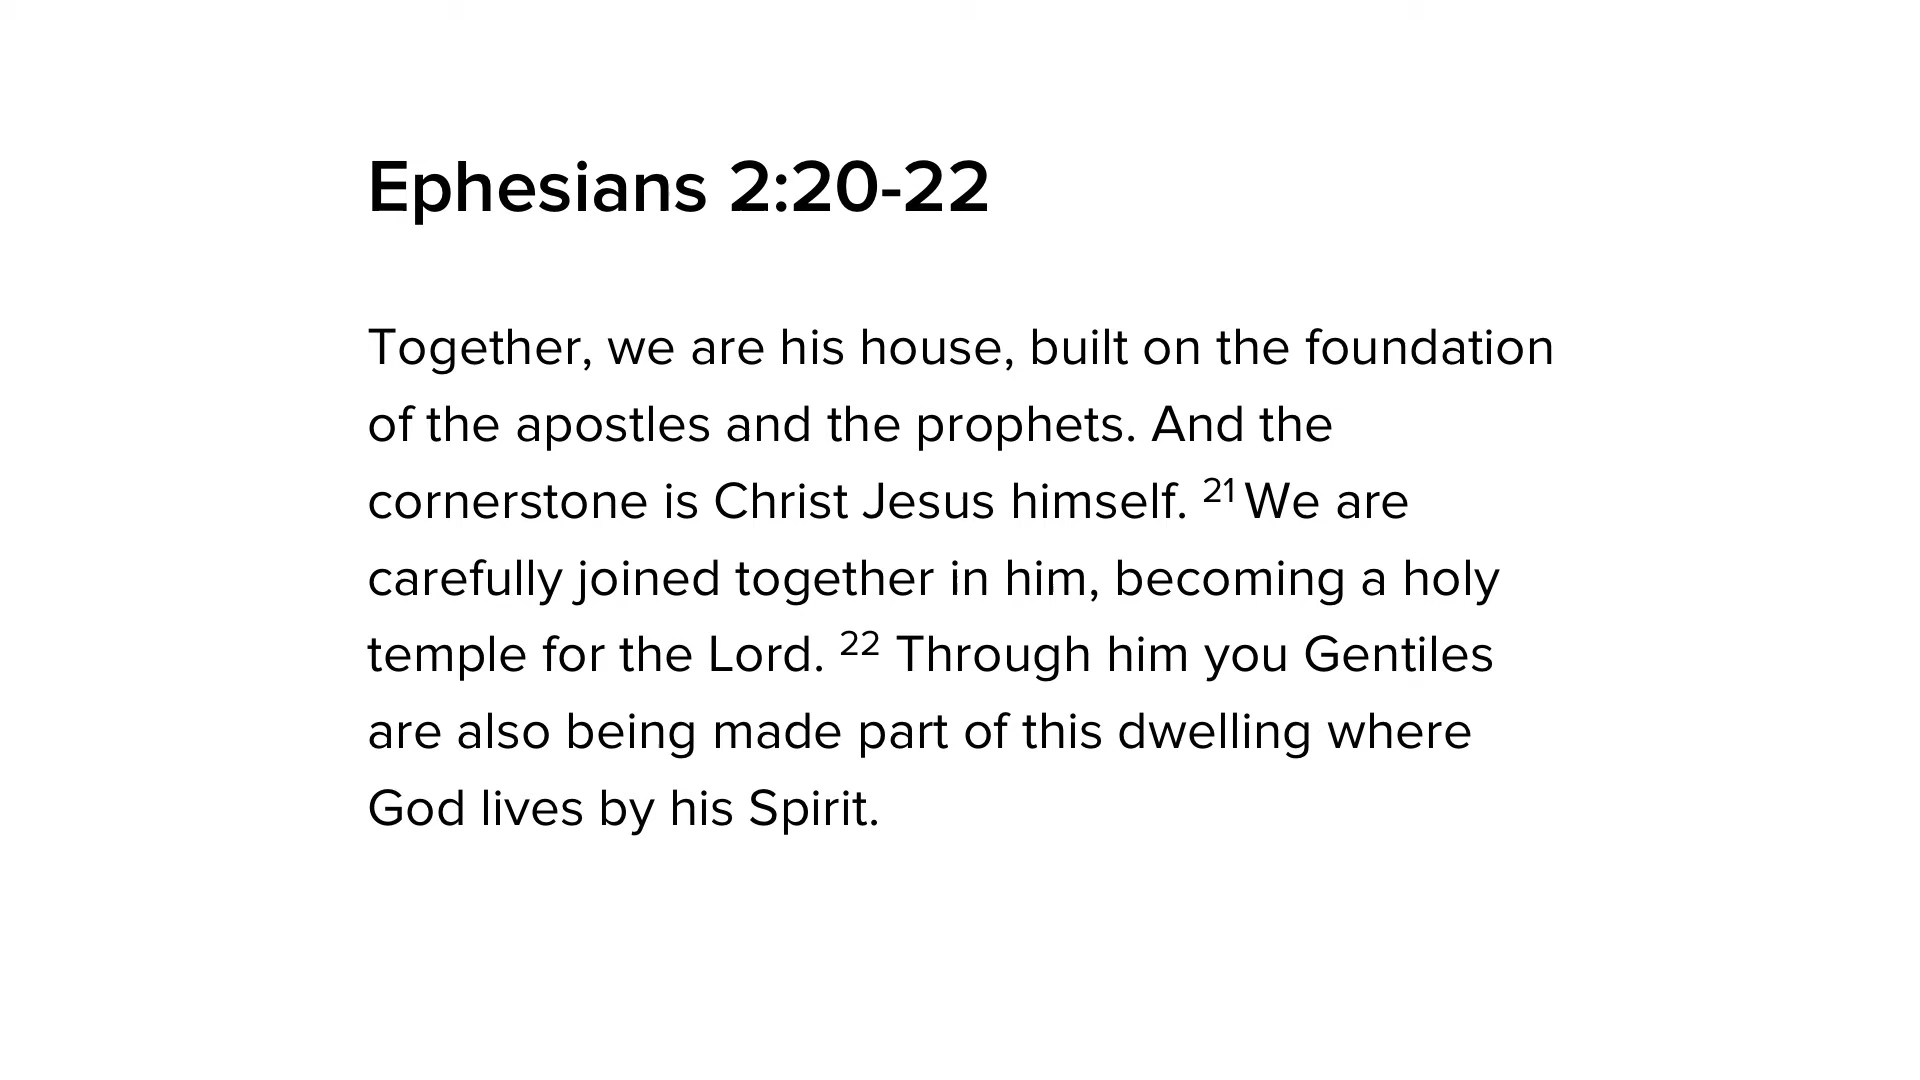 Ephesians 2:20-22
Together, we are his house, built on the foundation
of the apostles and the prophets. And the
cornerstone is Christ Jesus himself. 21 We are
carefully joined together in him, becoming a holy
temple for the Lord. 22 Through him you Gentiles
are also being made part of this dwelling where
God lives by his Spirit.